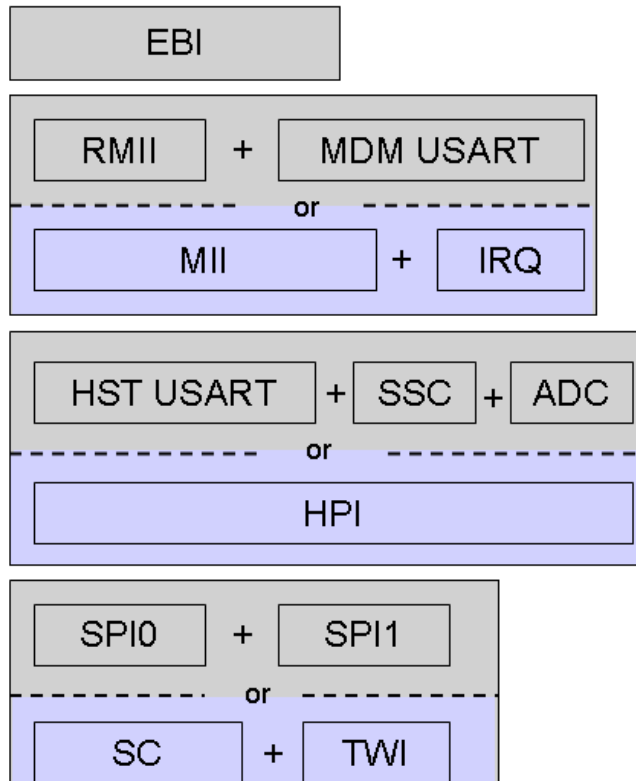 EBI
RMII + MDM USART
or
MII + IRQ
HST USART + SSC + ADC
or
HPI
SPI0 + SPI1
or
SC + TWI